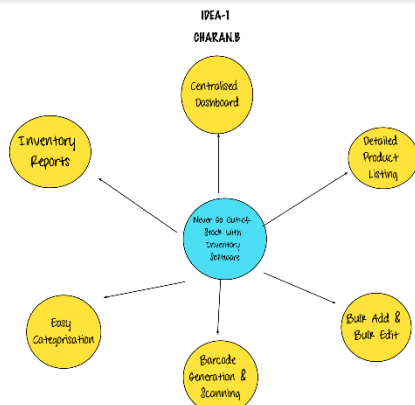 IDEA-1
CHARAN.B
Centralised
Dashboard
Inventory
Reports
Detailed
Product
Listing
Never Go Out-of-
Stock with
Inventory
Software
Easy
Categorisation
Bulk Add &
Bulk Edit
Barcode
Generation &
Scanning